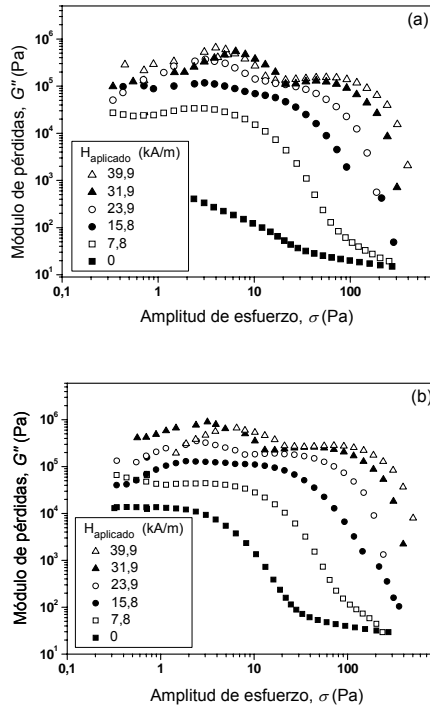 (a)
10⁶
10⁵
10⁴
10³
10²
10¹
Módulo de pérdidas, G'' (Pa)
H aplicado (kA/m)
39,9
31,9
23,9
15,8
7,8
0
0,1 1 10 100
Amplitud de esfuerzo, σ (Pa)
(b)
10⁶
10⁵
10⁴
10³
10²
10¹
Módulo de pérdidas, G'' (Pa)
H aplicado (kA/m)
39,9
31,9
23,9
15,8
7,8
0
0,1 1 10 100
Amplitud de esfuerzo, σ (Pa)